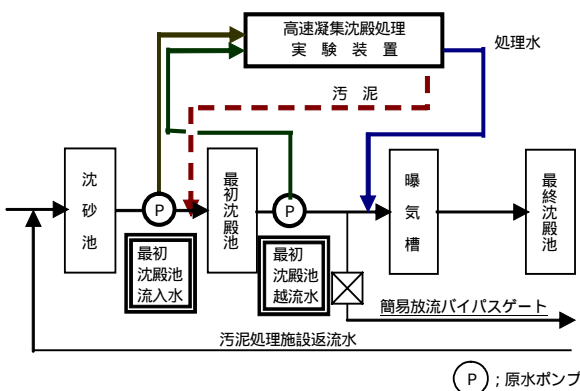 高速凝集沈殿処理
実 験 装 置
処理水
汚 泥
沈砂池
P
最初沈殿池
P
曝気槽
最終沈殿池
最初
沈殿池
流入水
最初
沈殿池
越流水
簡易放流バイパスゲート
汚泥処理施設返流水
P ；原水ポンプ